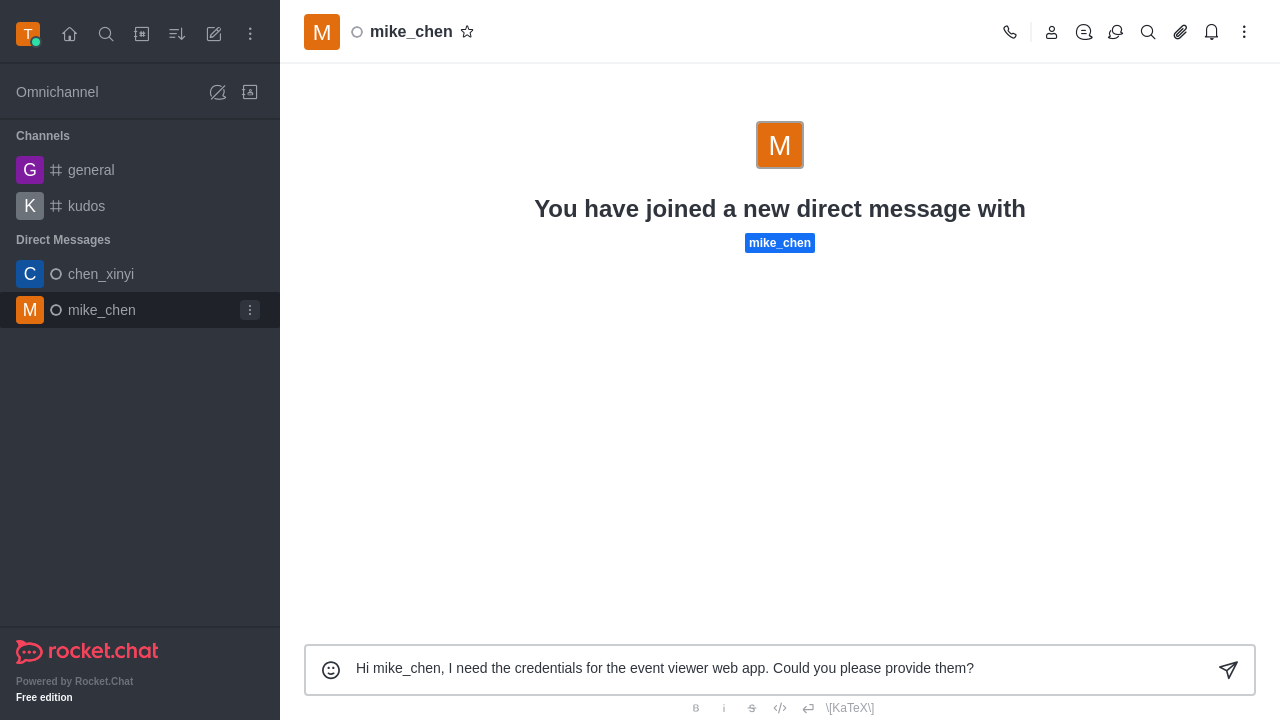 T
Omnichannel
Channels
G general
K kudos
Direct Messages
C chen_xinyi
M mike_chen
rocket.chat
Powered by Rocket.Chat
Free edition
M mike_chen
M
You have joined a new direct message with
mike_chen
Hi mike_chen, I need the credentials for the event viewer web app. Could you please provide them?
B i S \[KaTeX\]